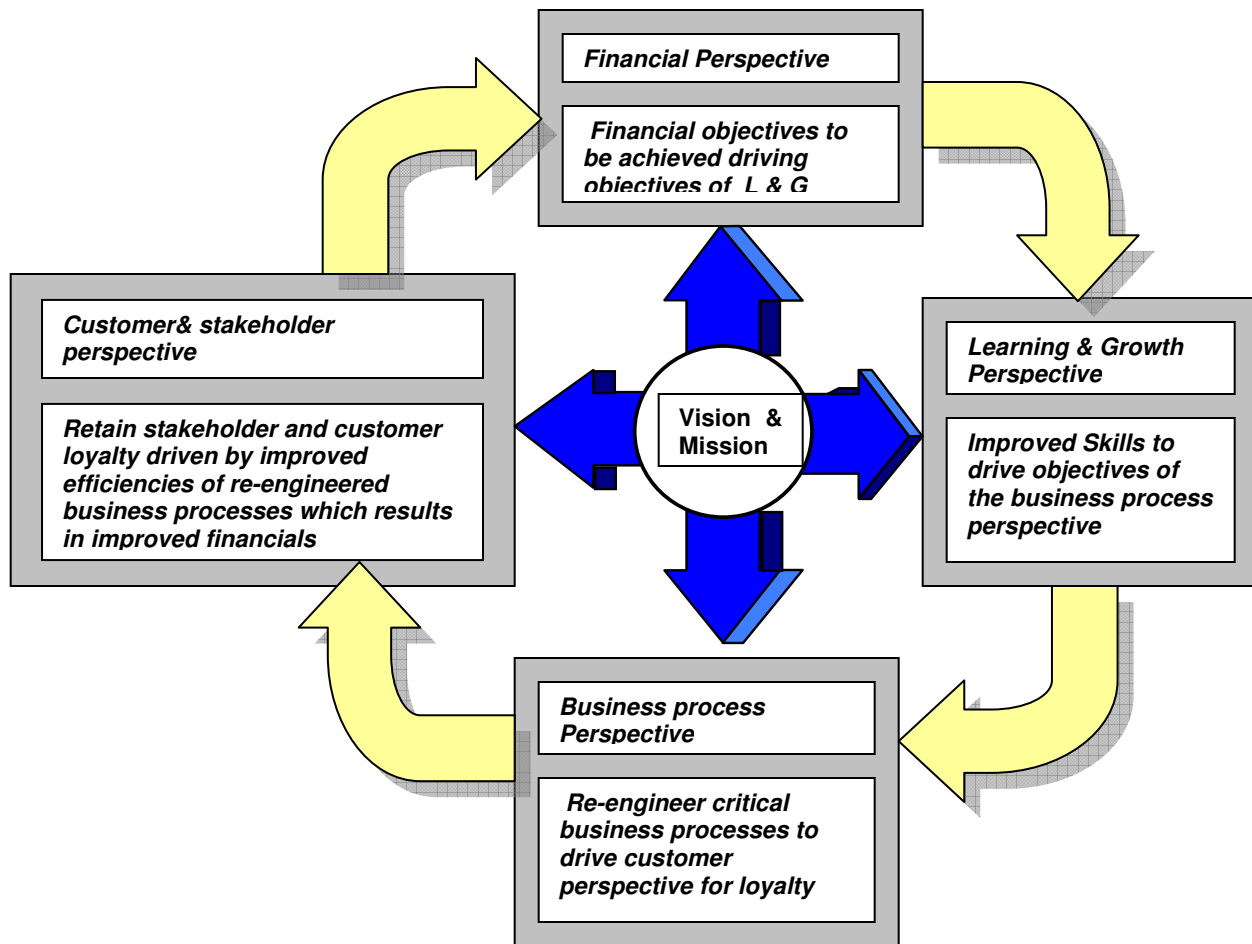 Financial Perspective
Financial objectives to
be achieved driving
objectives of L & G
Customer& stakeholder
perspective
Retain stakeholder and customer
loyalty driven by improved
efficiencies of re-engineered
business processes which results
in improved financials
Vision &
Mission
Learning & Growth
Perspective
Improved Skills to
drive objectives of
the business process
perspective
Business process
Perspective
Re-engineer critical
business processes to
drive customer
perspective for loyalty